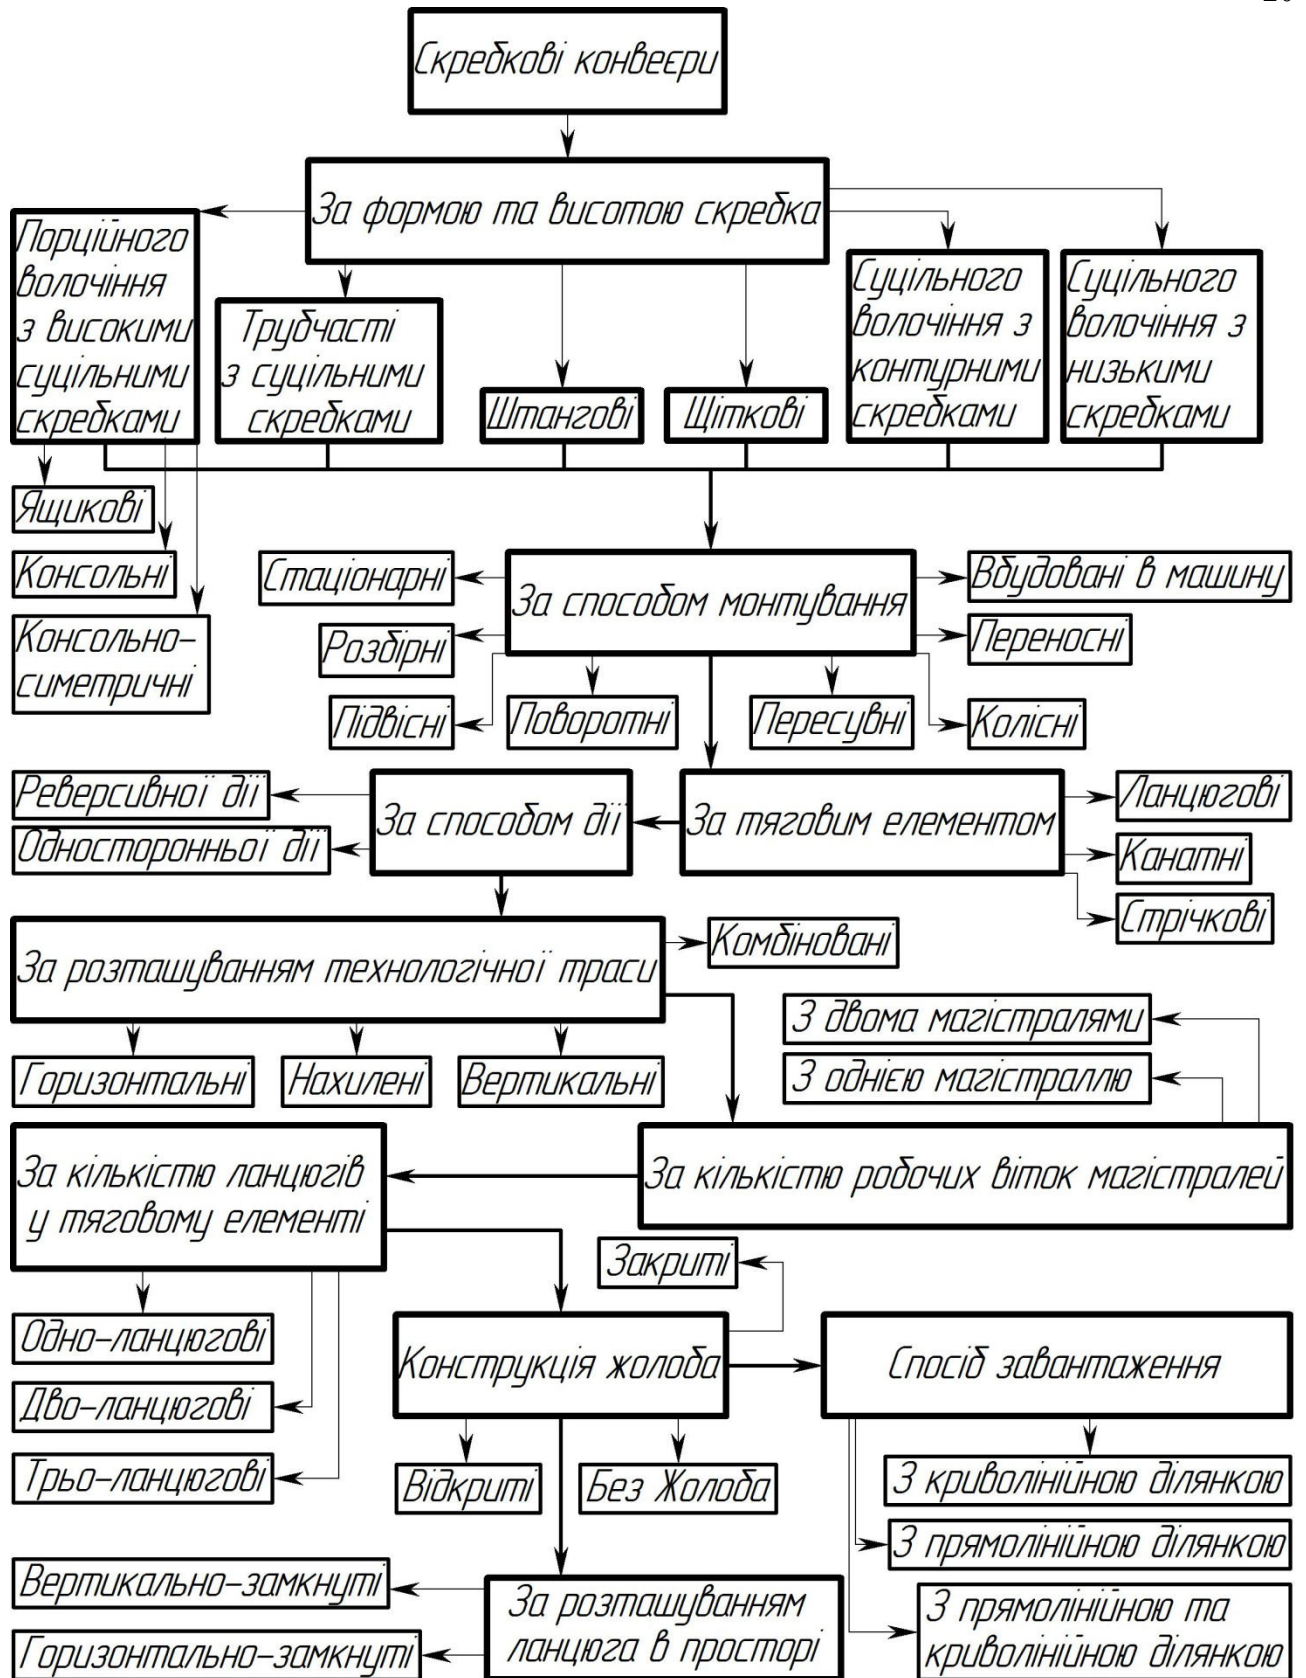 Скребкові конвеєри
За формою та висотою скребка
Порційного
волочіння
з високими
суцільними
скребками
Трубчасті
з суцільними
скребками
Штангові
Щіткові
Суцільного
волочіння з
контурними
скребками
Суцільного
волочіння з
низькими
скребками
Ящикові
Консольні
Консольно-
симетричні
Стаціонарні
Розбірні
Підвісні
За способом монтування
Поворотні
Пересувні
Вбудовані в машину
Переносні
Колісні
Реверсивної дії
Односторонньої дії
За способом дії
За тяговим елементом
Ланцюгові
Канатні
Стрічкові
За розташуванням технологічної траси
Комбіновані
Горизонтальні
Нахилені
Вертикальні
З двома магістралями
З однією магістраллю
За кількістю ланцюгів
у тяговому елементі
За кількістю робочих віток магістралей
Закриті
Одно-ланцюгові
Дво-ланцюгові
Трьо-ланцюгові
Конструкція жолоба
Спосіб завантаження
Відкриті
Без Жолоба
З криволінійною ділянкою
З прямолінійною ділянкою
З прямолінійною та
криволінійною ділянкою
Вертикально-замкнуті
Горизонтально-замкнуті
За розташуванням
ланцюга в просторі